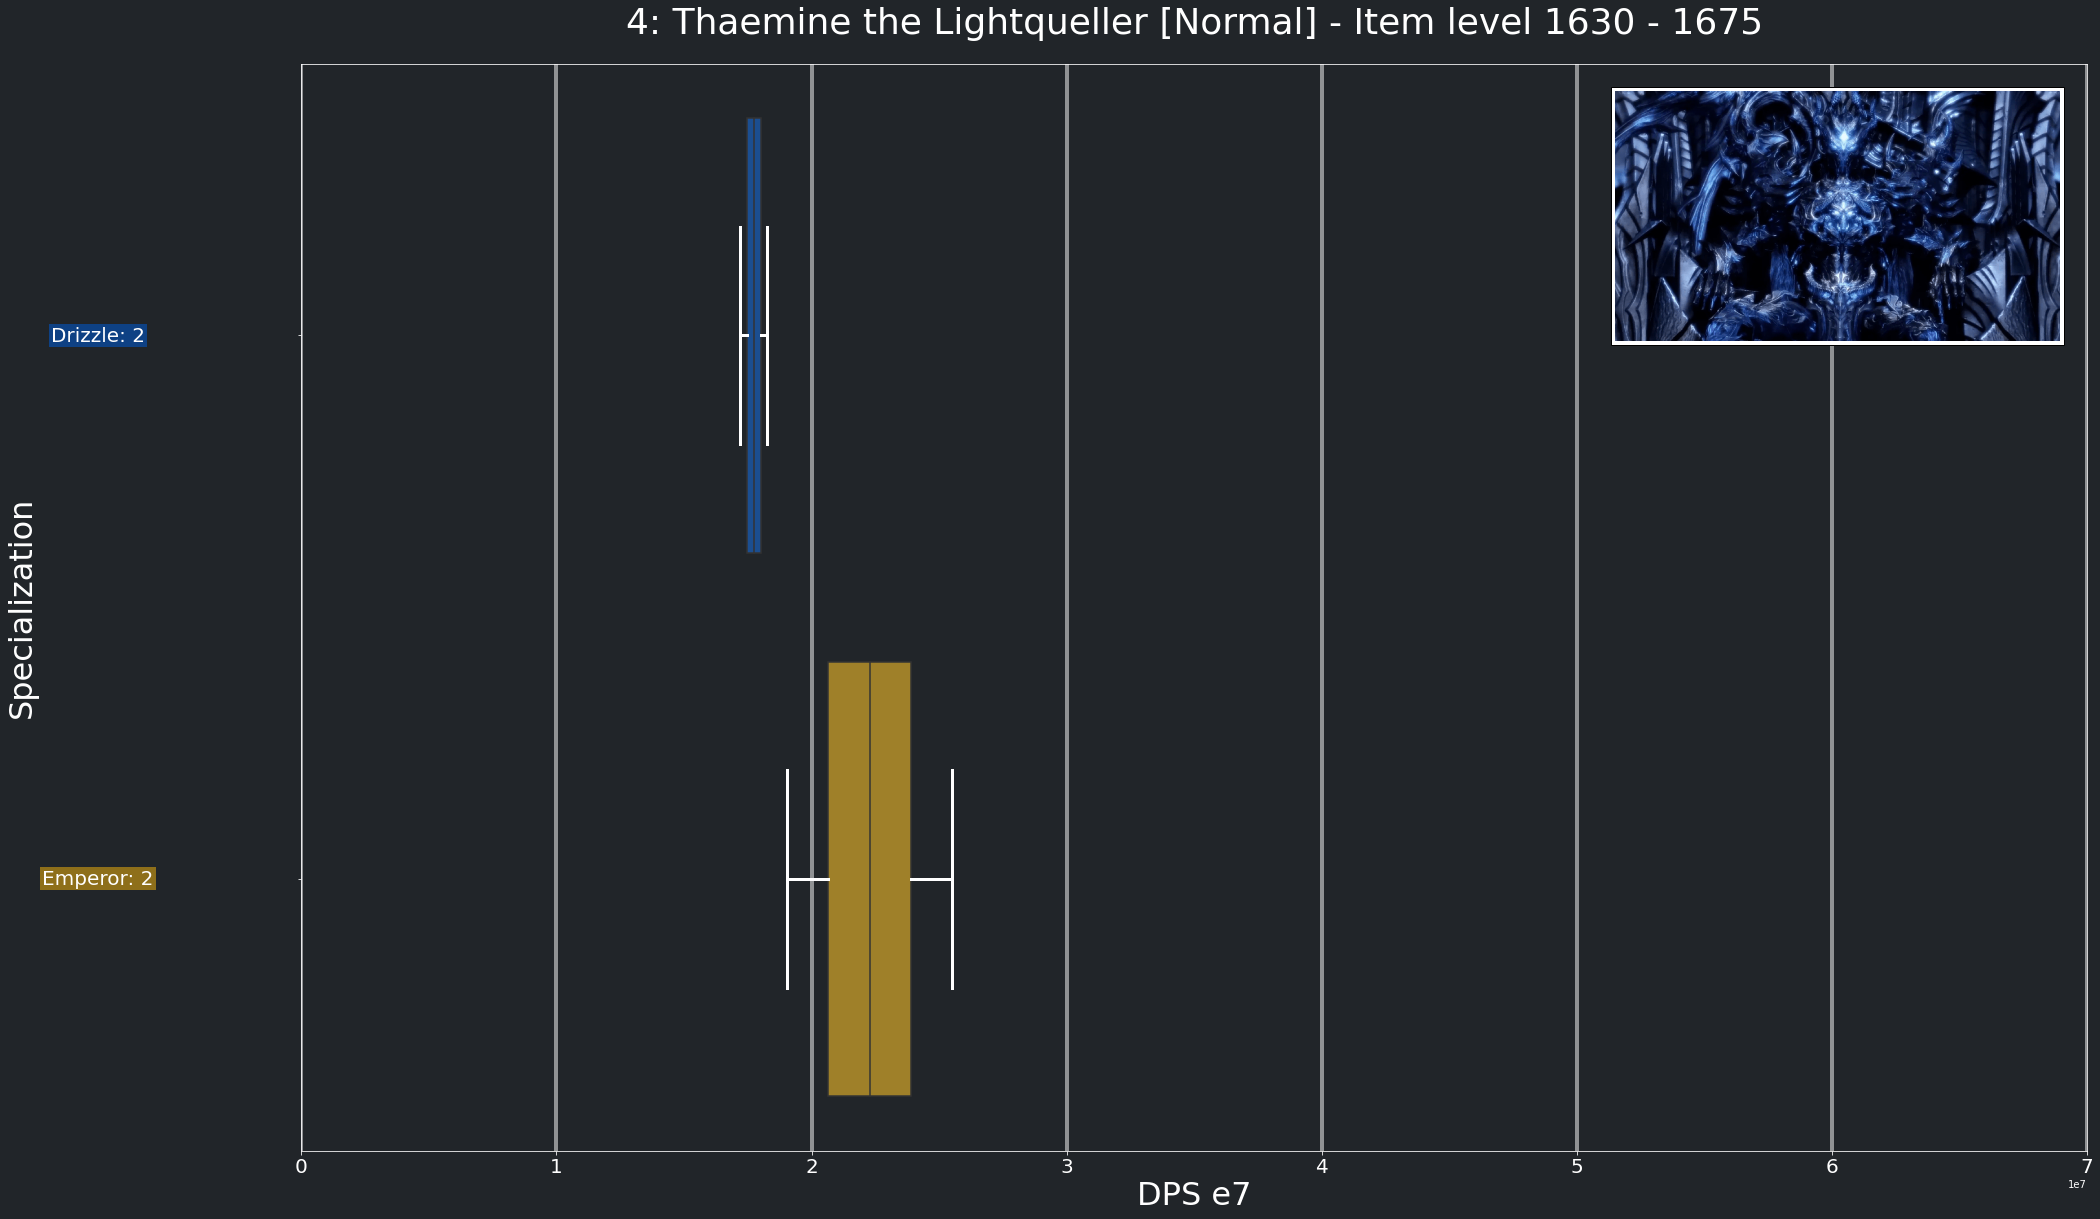 4: Thaemine the Lightqueller [Normal] - Item level 1630 - 1675
Specialization
Drizzle: 2
Emperor: 2
0 1 2 3 4 5 6 7
1e7
DPS e7